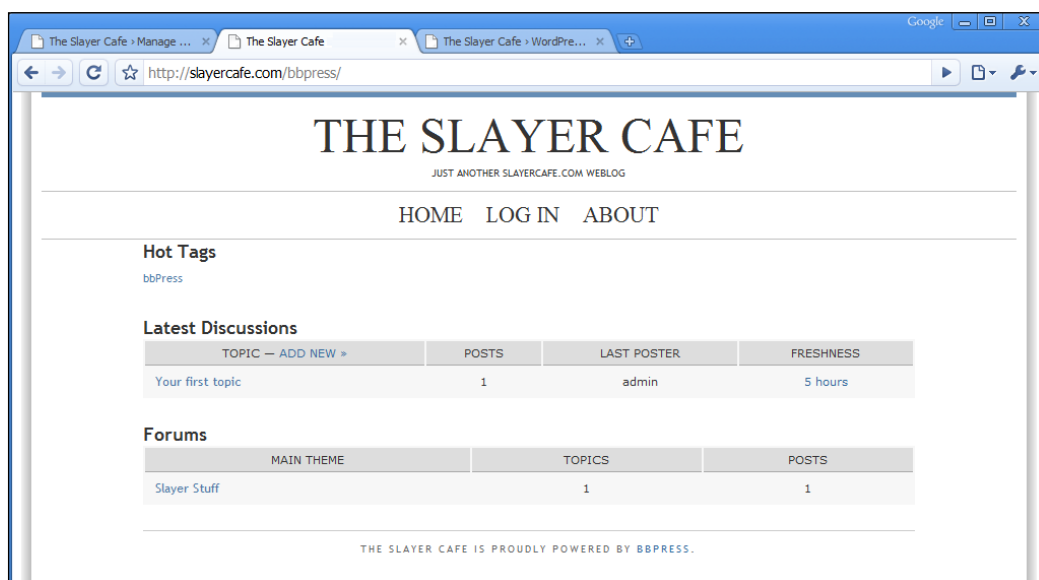 Google
The Slayer Cafe › Manage ... The Slayer Cafe The Slayer Cafe › WordPre...
http://slayercafe.com/bbpress/
THE SLAYER CAFE
JUST ANOTHER SLAYERCAFE.COM WEBLOG
HOME LOG IN ABOUT
Hot Tags
bbPress
Latest Discussions
TOPIC — ADD NEW » POSTS LAST POSTER FRESHNESS
Your first topic 1 admin 5 hours
Forums
MAIN THEME TOPICS POSTS
Slayer Stuff 1 1
THE SLAYER CAFE IS PROUDLY POWERED BY BBPRESS.